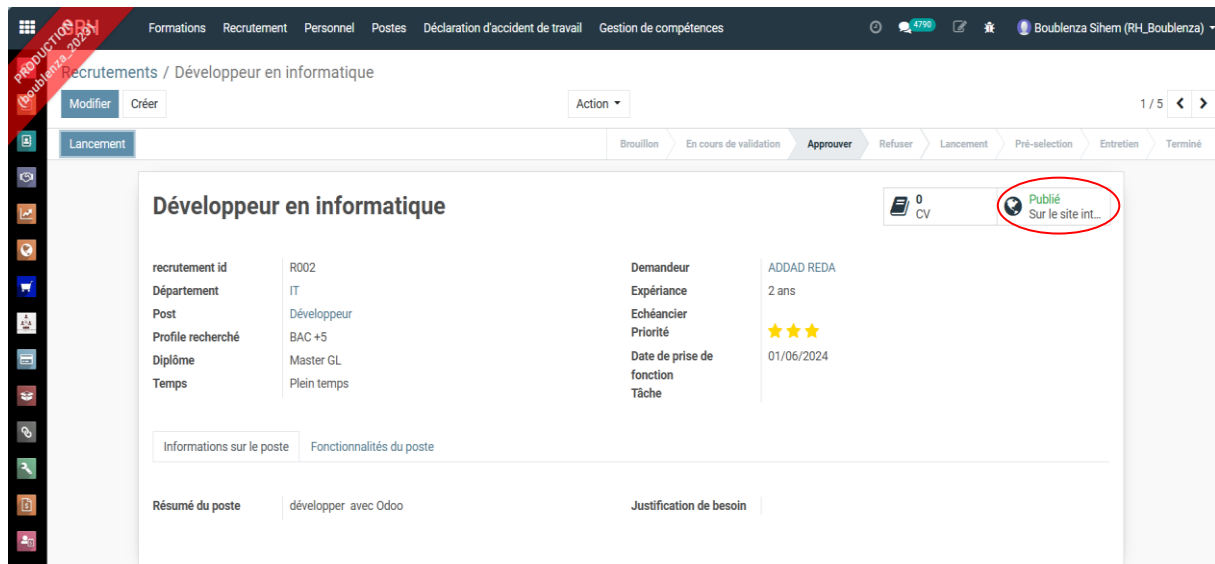 PRODUCTION
(boublenza_2023)
RH
Formations Recrutement Personnel Postes Déclaration d'accident de travail Gestion de compétences
4790
Boublenza Sihem (RH_Boublenza)
Recrutements / Développeur en informatique
Modifier Créer Action 1 / 5
Lancement Brouillon En cours de validation Approuver Refuser Lancement Pré-selection Entretien Terminé
Développeur en informatique
0
CV
Publié
Sur le site int...
recrutement id R002
Département IT
Post Développeur
Profile recherché BAC +5
Diplôme Master GL
Temps Plein temps
Demandeur ADDAD REDA
Expériance 2 ans
Echéancier
Priorité
Date de prise de 01/06/2024
fonction
Tâche
Informations sur le poste Fonctionnalités du poste
Résumé du poste développer avec Odoo Justification de besoin